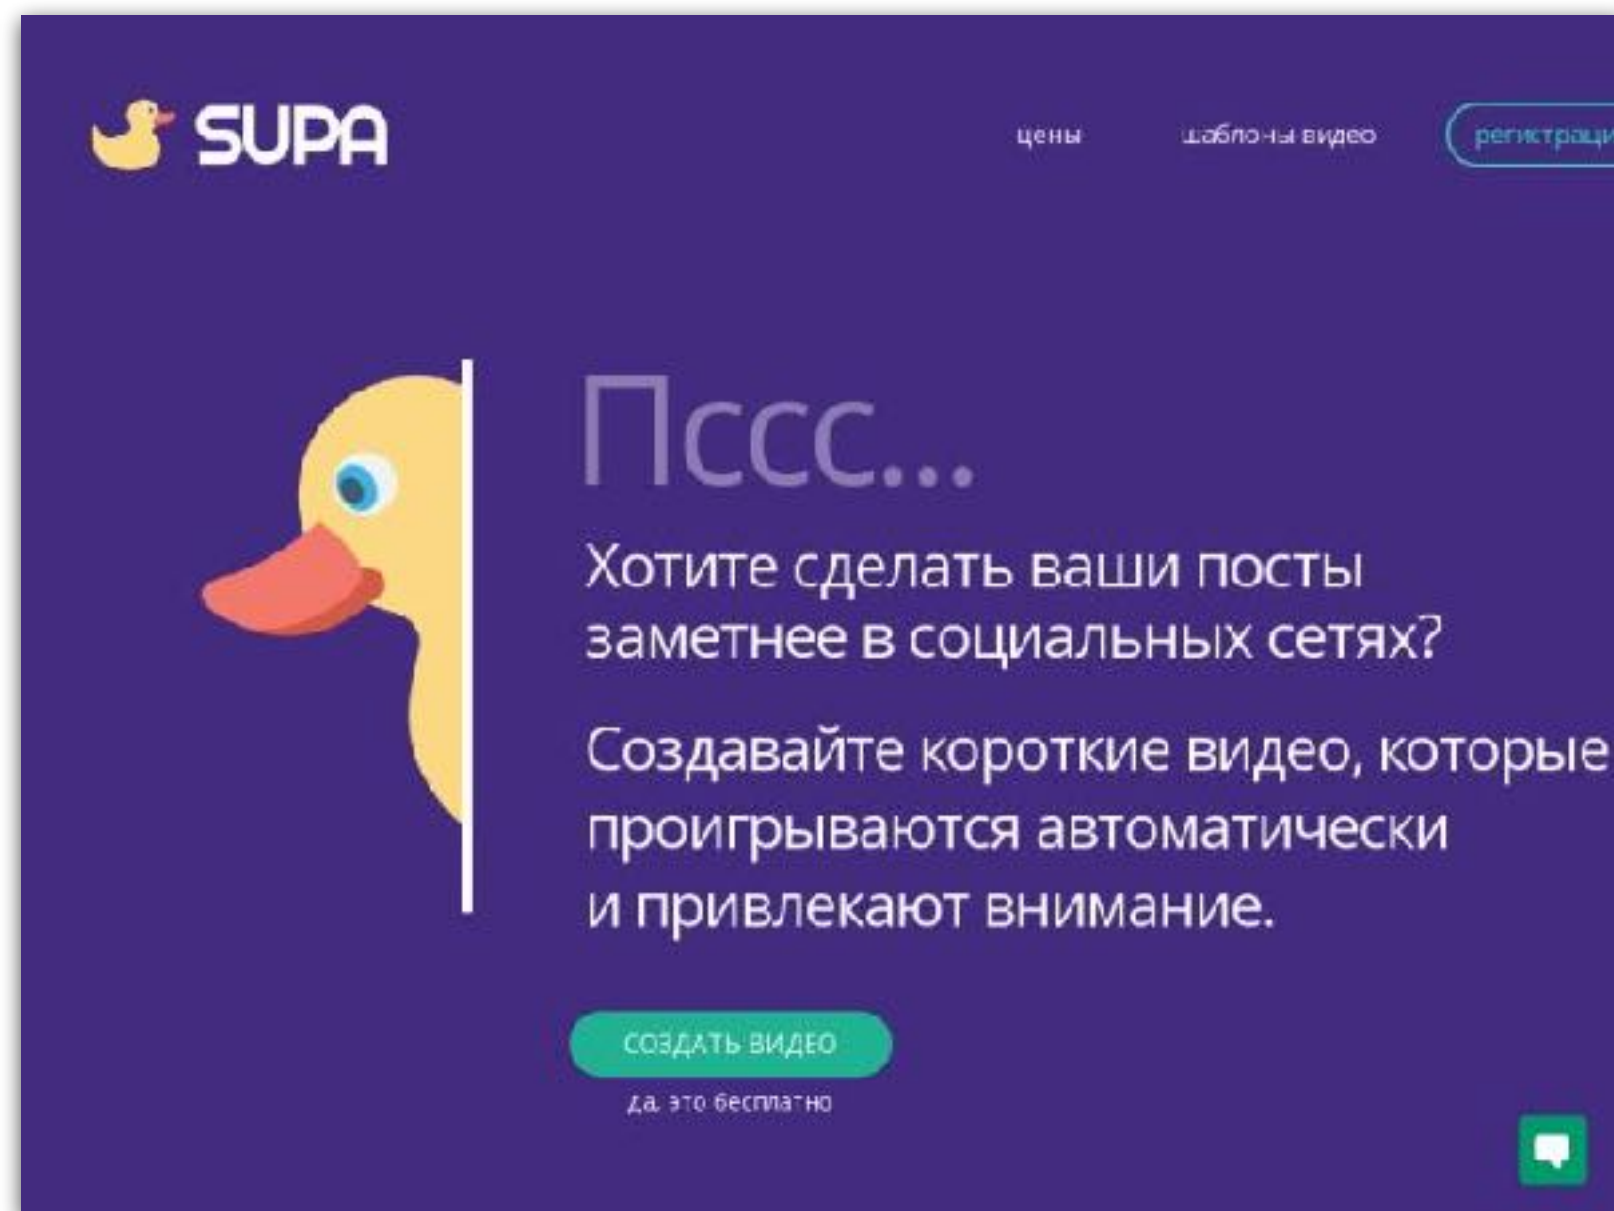 SUPA
цены
шаблоны видео
регистраци
Пссс...
Хотите сделать ваши посты
заметнее в социальных сетях?
Создавайте короткие видео, которые
проигрываются автоматически
и привлекают внимание.
СОЗДАТЬ ВИДЕО
да, это бесплатно